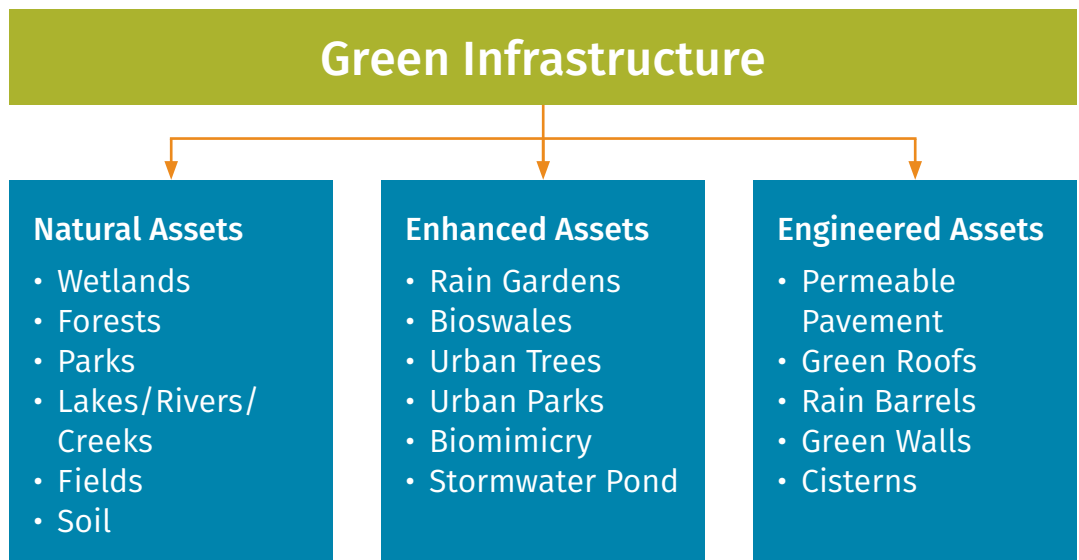 Green Infrastructure
Natural Assets
• Wetlands
• Forests
• Parks
• Lakes/Rivers/
Creeks
• Fields
• Soil
Enhanced Assets
• Rain Gardens
• Bioswales
• Urban Trees
• Urban Parks
• Biomimicry
• Stormwater Pond
Engineered Assets
• Permeable
Pavement
• Green Roofs
• Rain Barrels
• Green Walls
• Cisterns